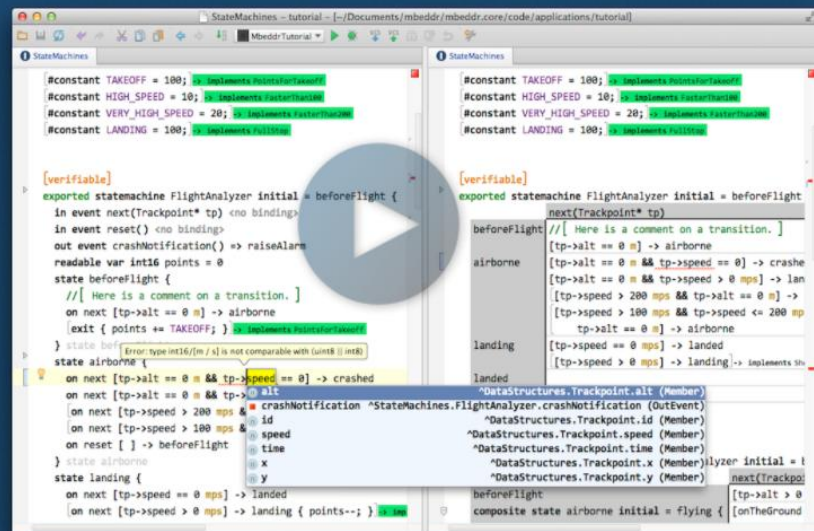 StateMachines – tutorial – [~/Documents/mbeddr/mbeddr.core/code/applications/tutorial]
MbeddrTutorial
StateMachines
#constant TAKEOFF = 100; -> implements PointsForTakeoff
#constant HIGH_SPEED = 10; -> implements FasterThan100
#constant VERY_HIGH_SPEED = 20; -> implements FasterThan200
#constant LANDING = 100; -> implements FullStop
[verifiable]
exported statemachine FlightAnalyzer initial = beforeFlight {
in event next(Trackpoint* tp) <no binding>
in event reset() <no binding>
out event crashNotification() => raiseAlarm
readable var int16 points = 0
state beforeFlight {
//[ Here is a comment on a transition. ]
on next [tp->alt == 0 m] -> airborne
[exit { points += TAKEOFF; } -> implements PointsForTakeoff
} state
Error: type int16/[m / s] is not comparable with (uint8 || int8)
state airborne {
on next [tp->alt == 0 m && tp->speed == 0] -> crashed
on next [tp->alt == 0 m && tp->
[on next [tp->speed > 200 mps &
[on next [tp->speed > 100 mps &
on reset [ ] -> beforeFlight
} state airborne
state landing {
on next [tp->speed == 0 mps] -> landed
on next [tp->speed > 0 mps] -> landing { points--; } -> imp
alt ^DataStructures.Trackpoint.alt (Member)
crashNotification ^StateMachines.FlightAnalyzer.crashNotification (OutEvent)
id ^DataStructures.Trackpoint.id (Member)
speed ^DataStructures.Trackpoint.speed (Member)
time ^DataStructures.Trackpoint.time (Member)
x ^DataStructures.Trackpoint.x (Member)
y ^DataStructures.Trackpoint.y (Member)
StateMachines
#constant TAKEOFF = 100; -> implements PointsForTakeoff
#constant HIGH_SPEED = 10; -> implements FasterThan100
#constant VERY_HIGH_SPEED = 20; -> implements FasterThan200
#constant LANDING = 100; -> implements FullStop
[verifiable]
exported statemachine FlightAnalyzer initial = beforeFlight
next(Trackpoint* tp)
beforeFlight //[ Here is a comment on a transition. ]
[tp->alt == 0 m] -> airborne
airborne [tp->alt == 0 m && tp->speed == 0] -> crashe
[tp->alt == 0 m && tp->speed > 0 mps] -> lan
[tp->speed > 200 mps && tp->alt == 0 m] ->
[tp->speed > 100 mps && tp->speed <= 200 mp
tp->alt == 0 m] -> airborne
landing [tp->speed == 0 mps] -> landed
[tp->speed > 0 mps] -> landing -> implements Sh
landed
lyzer initial = b
next(Trackpo
beforeFlight [tp->alt > 0
composite state airborne initial = flying { [onTheGround